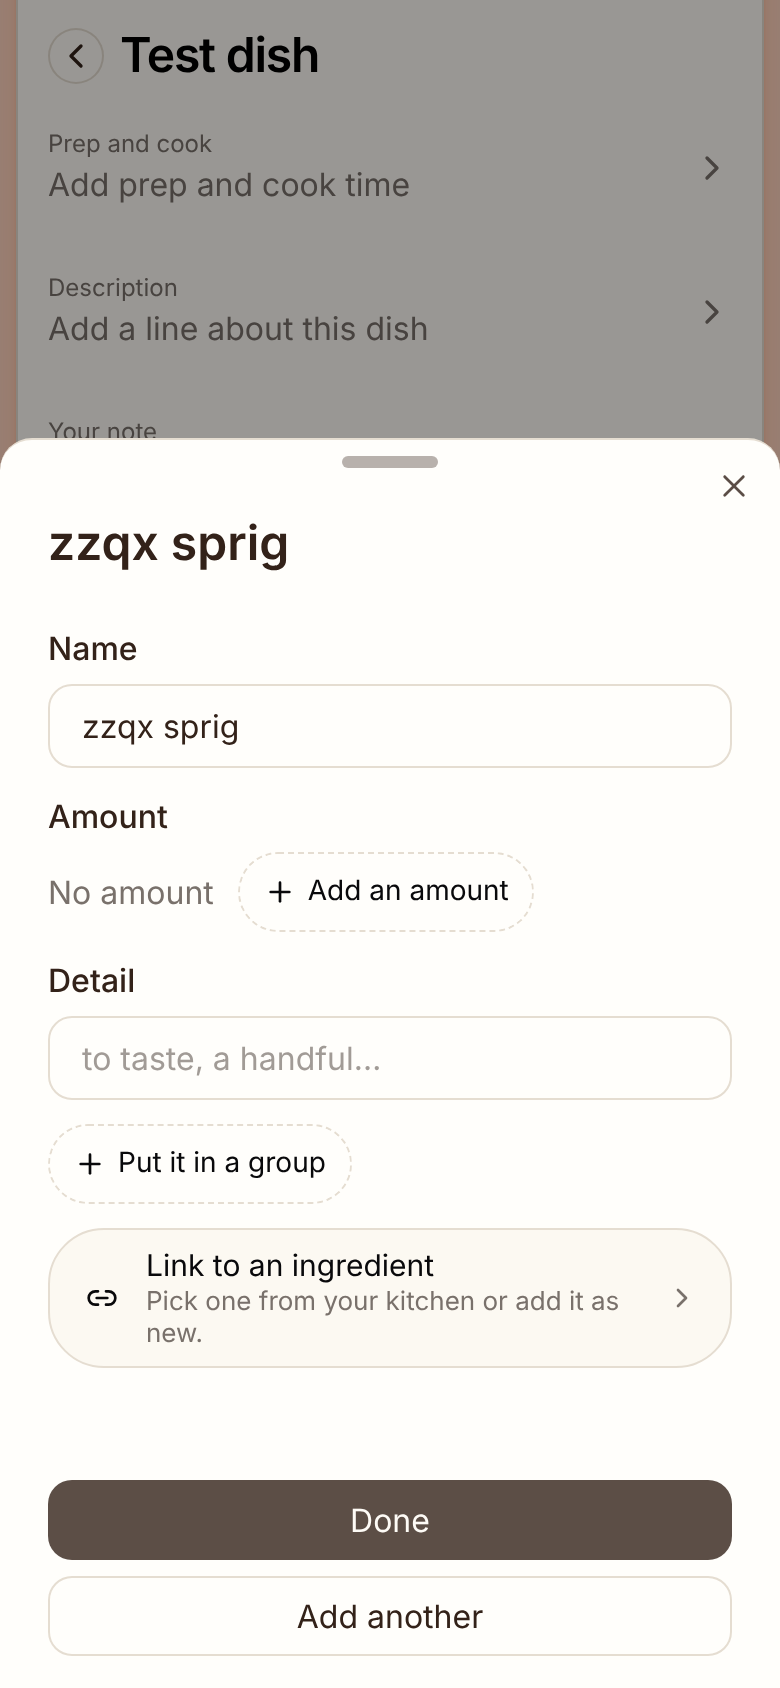 Test dish
Prep and cook
Add prep and cook time
Description
Add a line about this dish
Your note
zzqx sprig
Name
zzqx sprig
Amount
No amount
Add an amount
Detail
to taste, a handful...
Put it in a group
Link to an ingredient
Pick one from your kitchen or add it as
new.
Done
Add another